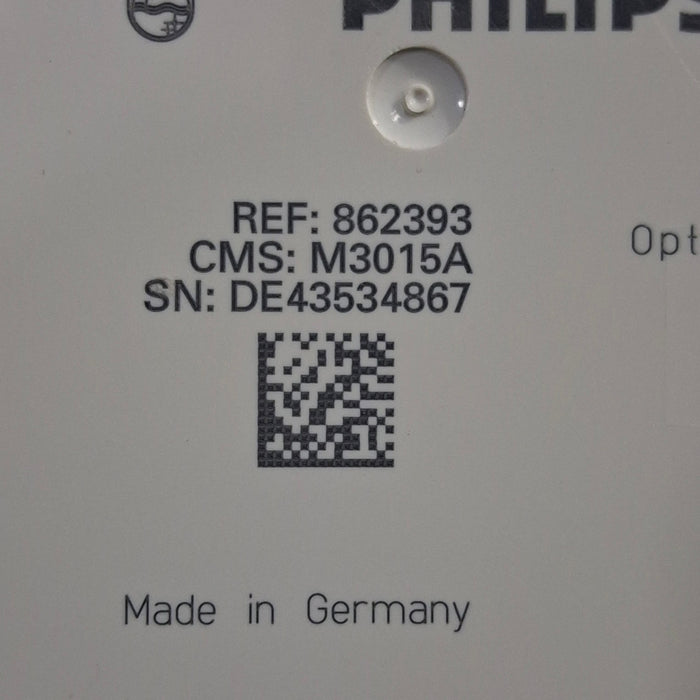 PHILIPS
REF: 862393
CMS: M3015A
SN: DE43534867
Opt
Made in Germany